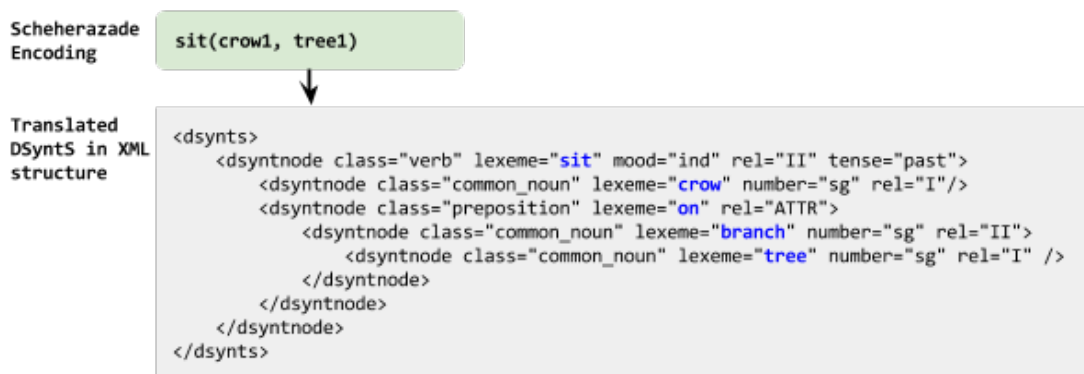 Scheherazade
Encoding
sit(crow1, tree1)
Translated
DSyntS in XML
structure
<dsynts>
<dsyntnode class="verb" lexeme="sit" mood="ind" rel="II" tense="past">
<dsyntnode class="common_noun" lexeme="crow" number="sg" rel="I"/>
<dsyntnode class="preposition" lexeme="on" rel="ATTR">
<dsyntnode class="common_noun" lexeme="branch" number="sg" rel="II">
<dsyntnode class="common_noun" lexeme="tree" number="sg" rel="I" />
</dsyntnode>
</dsyntnode>
</dsyntnode>
</dsynts>